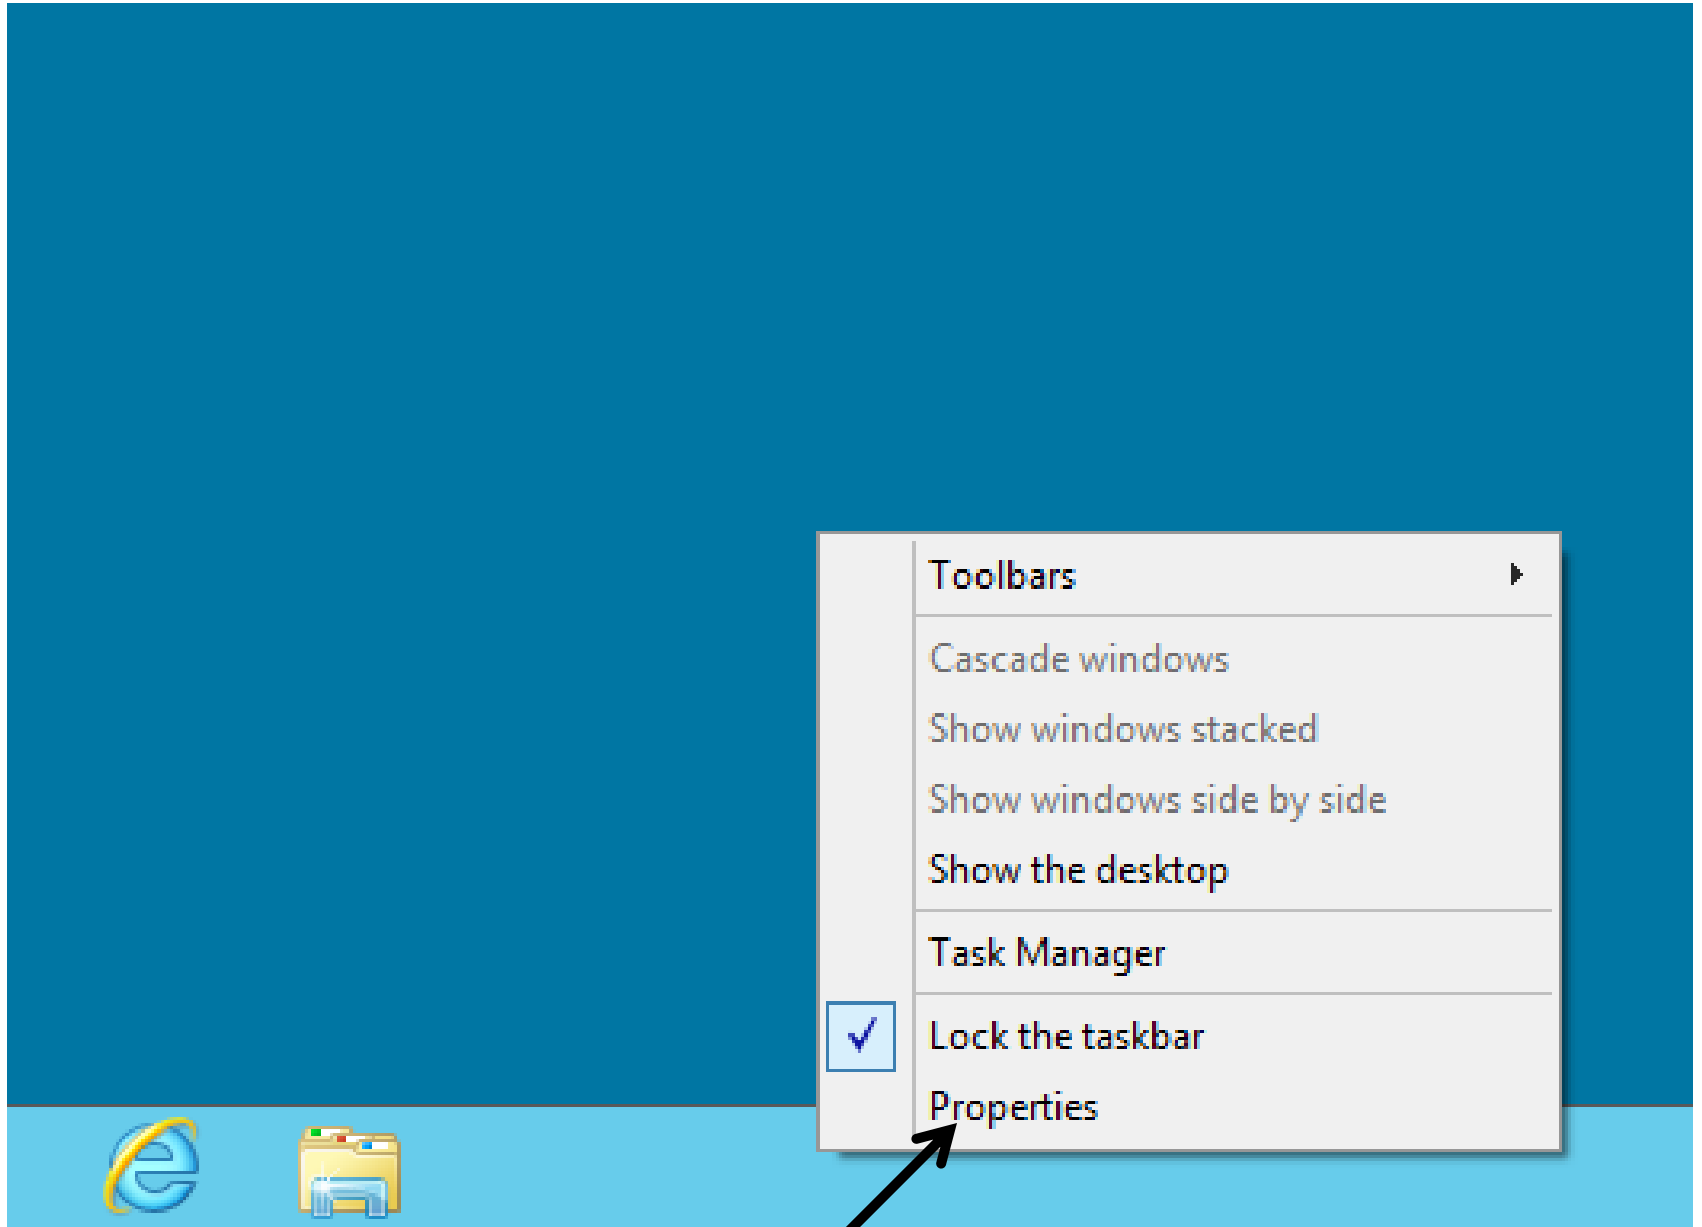 Toolbars
Cascade windows
Show windows stacked
Show windows side by side
Show the desktop
Task Manager
Lock the taskbar
Properties